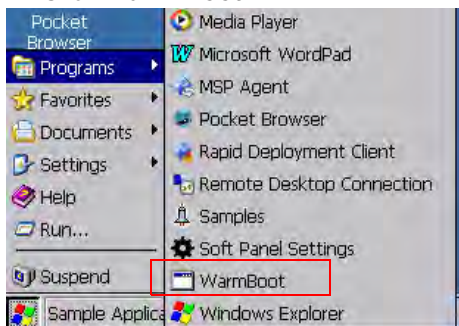 Pocket
Browser
Programs
Favorites
Documents
Settings
Help
Run...
Suspend
Media Player
Microsoft WordPad
MSP Agent
Pocket Browser
Rapid Deployment Client
Remote Desktop Connection
Samples
Soft Panel Settings
WarmBoot
Windows Explorer
Sample Applica